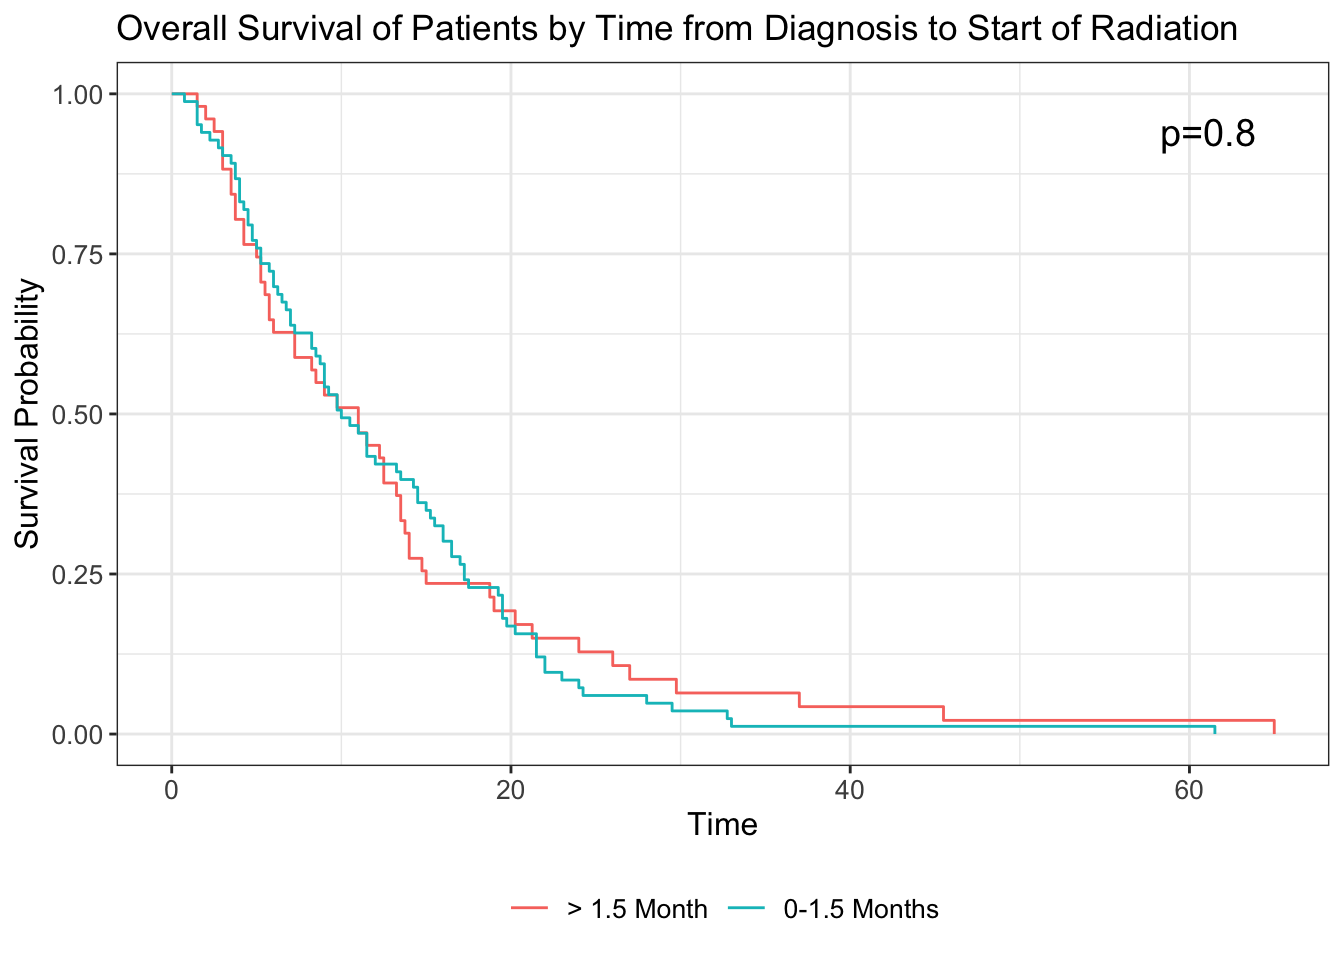 Overall Survival of Patients by Time from Diagnosis to Start of Radiation
p=0.8
Survival Probability
1.00
0.75
0.50
0.25
0.00
0 20 40 60
Time
> 1.5 Month 0-1.5 Months